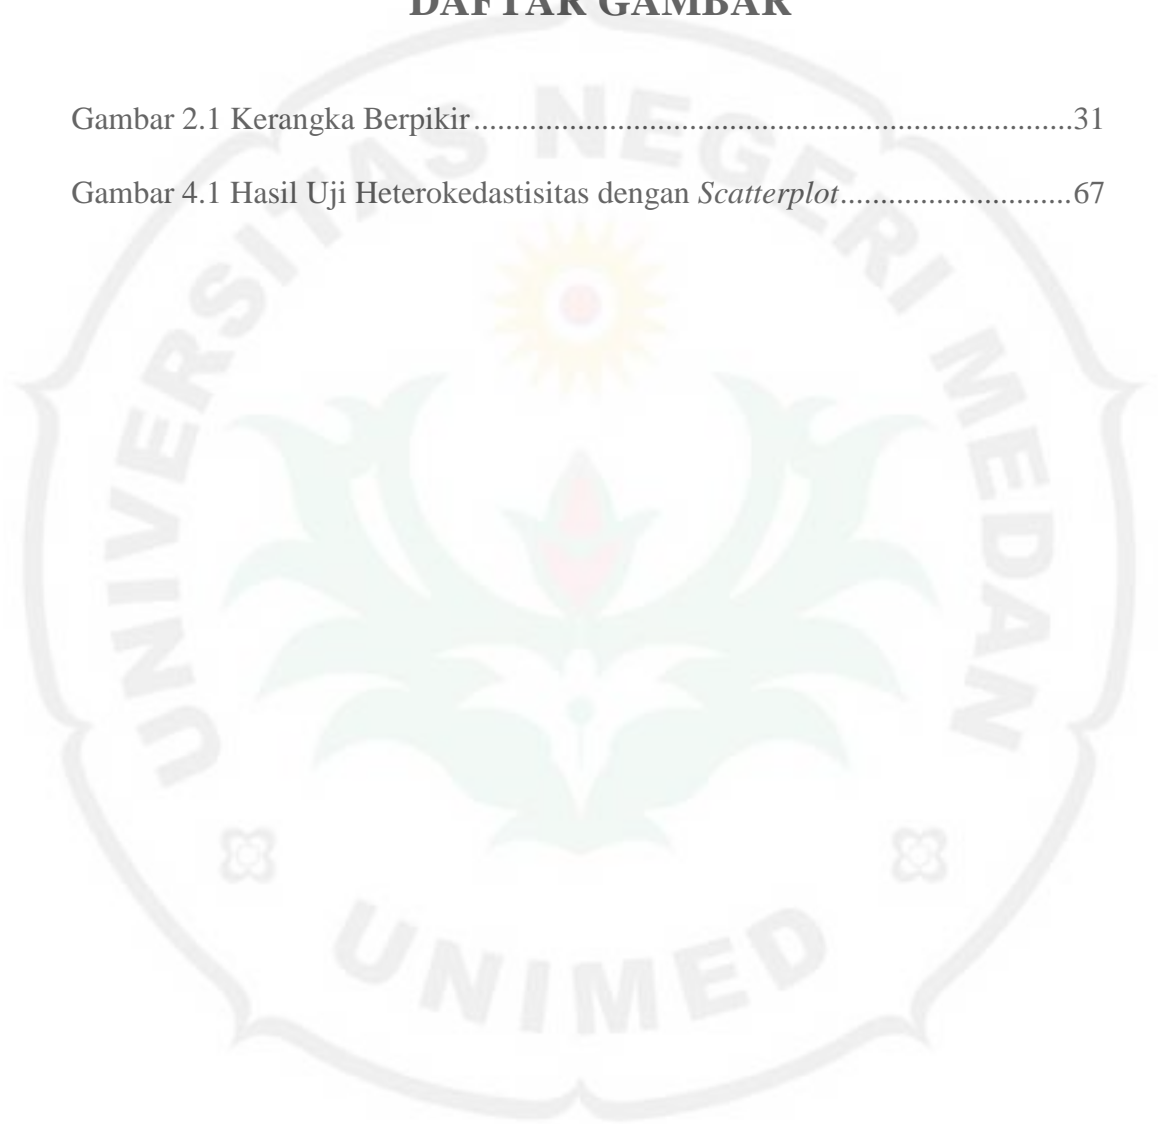 DAFTAR GAMBAR
Gambar 2.1 Kerangka Berpikir.............................................................................31
Gambar 4.1 Hasil Uji Heterokedastisitas dengan Scatterplot.............................67
UNIVERSITAS NEGERI MEDAN
UNIMED